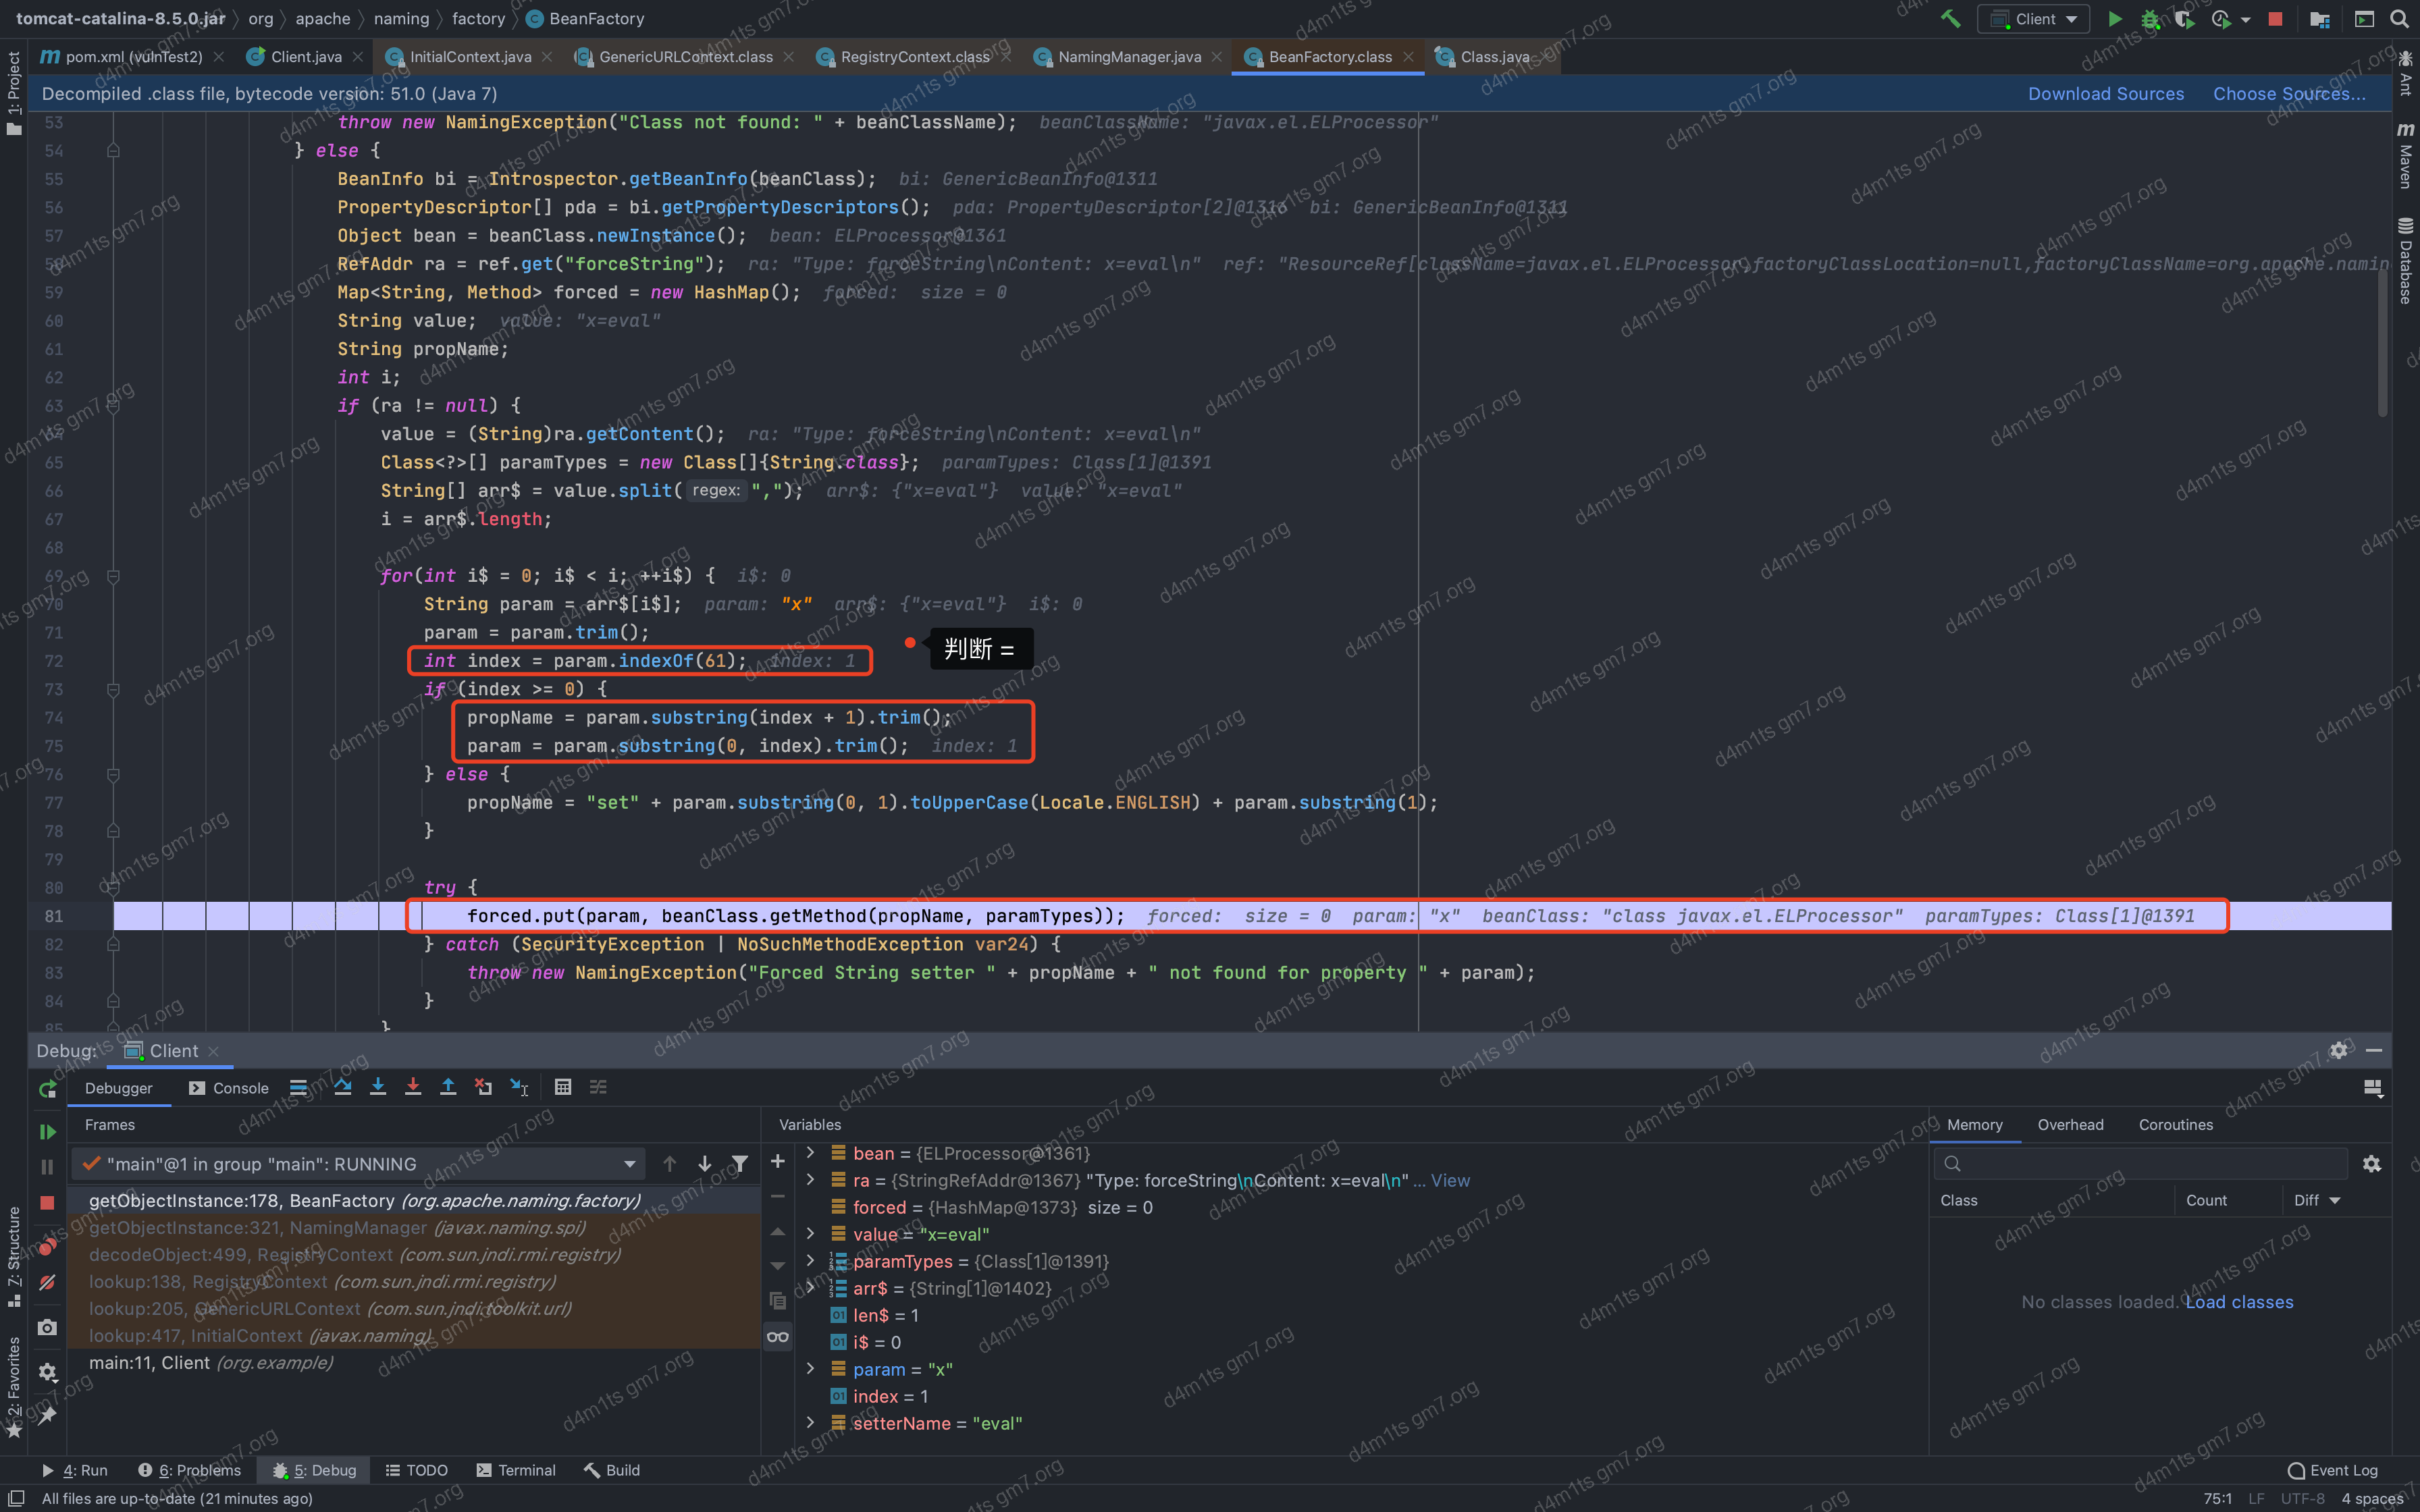 tomcat-catalina-8.5.0.jar 〉 org 〉 apache 〉 naming 〉 factory 〉 BeanFactory
Client
pom.xml (vulnTest2)
Client.java
InitialContext.java
GenericURLContext.class
RegistryContext.class
NamingManager.java
BeanFactory.class
Class.java
Decompiled .class file, bytecode version: 51.0 (Java 7)
Download Sources
Choose Sources...
53 throw new NamingException("Class not found: " + beanClassName); beanClassName: "javax.el.ELProcessor"
54 } else {
55 BeanInfo bi = Introspector.getBeanInfo(beanClass); bi: GenericBeanInfo@1311
56 PropertyDescriptor[] pda = bi.getPropertyDescriptors(); pda: PropertyDescriptor[2]@1316 bi: GenericBeanInfo@1311
57 Object bean = beanClass.newInstance(); bean: ELProcessor@1361
58 RefAddr ra = ref.get("forceString"); ra: "Type: forceString\nContent: x=eval\n" ref: "ResourceRef[className=javax.el.ELProcessor,factoryClassLocation=null,factoryClassName=org.apache.namin
59 Map<String, Method> forced = new HashMap(); forced: size = 0
60 String value; value: "x=eval"
61 String propName;
62 int i;
63 if (ra != null) {
64 value = (String)ra.getContent(); ra: "Type: forceString\nContent: x=eval\n"
65 Class<?>[] paramTypes = new Class[]{String.class}; paramTypes: Class[1]@1391
66 String[] arr$ = value.split( regex: ","); arr$: {"x=eval"} value: "x=eval"
67 i = arr$.length;
68
69 for(int i$ = 0; i$ < i; ++i$) { i$: 0
70 String param = arr$[i$]; param: "x" arr$: {"x=eval"} i$: 0
71 param = param.trim();
72 int index = param.indexOf(61); index: 1
判断 =
73 if (index >= 0) {
74 propName = param.substring(index + 1).trim();
75 param = param.substring(0, index).trim(); index: 1
76 } else {
77 propName = "set" + param.substring(0, 1).toUpperCase(Locale.ENGLISH) + param.substring(1);
78 }
79
80 try {
81 forced.put(param, beanClass.getMethod(propName, paramTypes)); forced: size = 0 param: "x" beanClass: "class javax.el.ELProcessor" paramTypes: Class[1]@1391
82 } catch (SecurityException | NoSuchMethodException var24) {
83 throw new NamingException("Forced String setter " + propName + " not found for property " + param);
84 }
85 }
1: Project
7: Structure
2: Favorites
Ant
Maven
Database
Debug: Client
Debugger
Console
Frames
"main"@1 in group "main": RUNNING
getObjectInstance:178, BeanFactory (org.apache.naming.factory)
getObjectInstance:321, NamingManager (javax.naming.spi)
decodeObject:499, RegistryContext (com.sun.jndi.rmi.registry)
lookup:138, RegistryContext (com.sun.jndi.rmi.registry)
lookup:205, GenericURLContext (com.sun.jndi.toolkit.url)
lookup:417, InitialContext (javax.naming)
main:11, Client (org.example)
Variables
bean = {ELProcessor@1361}
ra = {StringRefAddr@1367} "Type: forceString\nContent: x=eval\n" ... View
forced = {HashMap@1373} size = 0
value = "x=eval"
paramTypes = {Class[1]@1391}
arr$ = {String[1]@1402}
len$ = 1
i$ = 0
param = "x"
index = 1
setterName = "eval"
Memory
Overhead
Coroutines
Class
Count
Diff
No classes loaded. Load classes
4: Run
6: Problems
5: Debug
TODO
Terminal
Build
Event Log
All files are up-to-date (21 minutes ago)
75:1 LF UTF-8 4 spaces
d4m1ts gm7.org